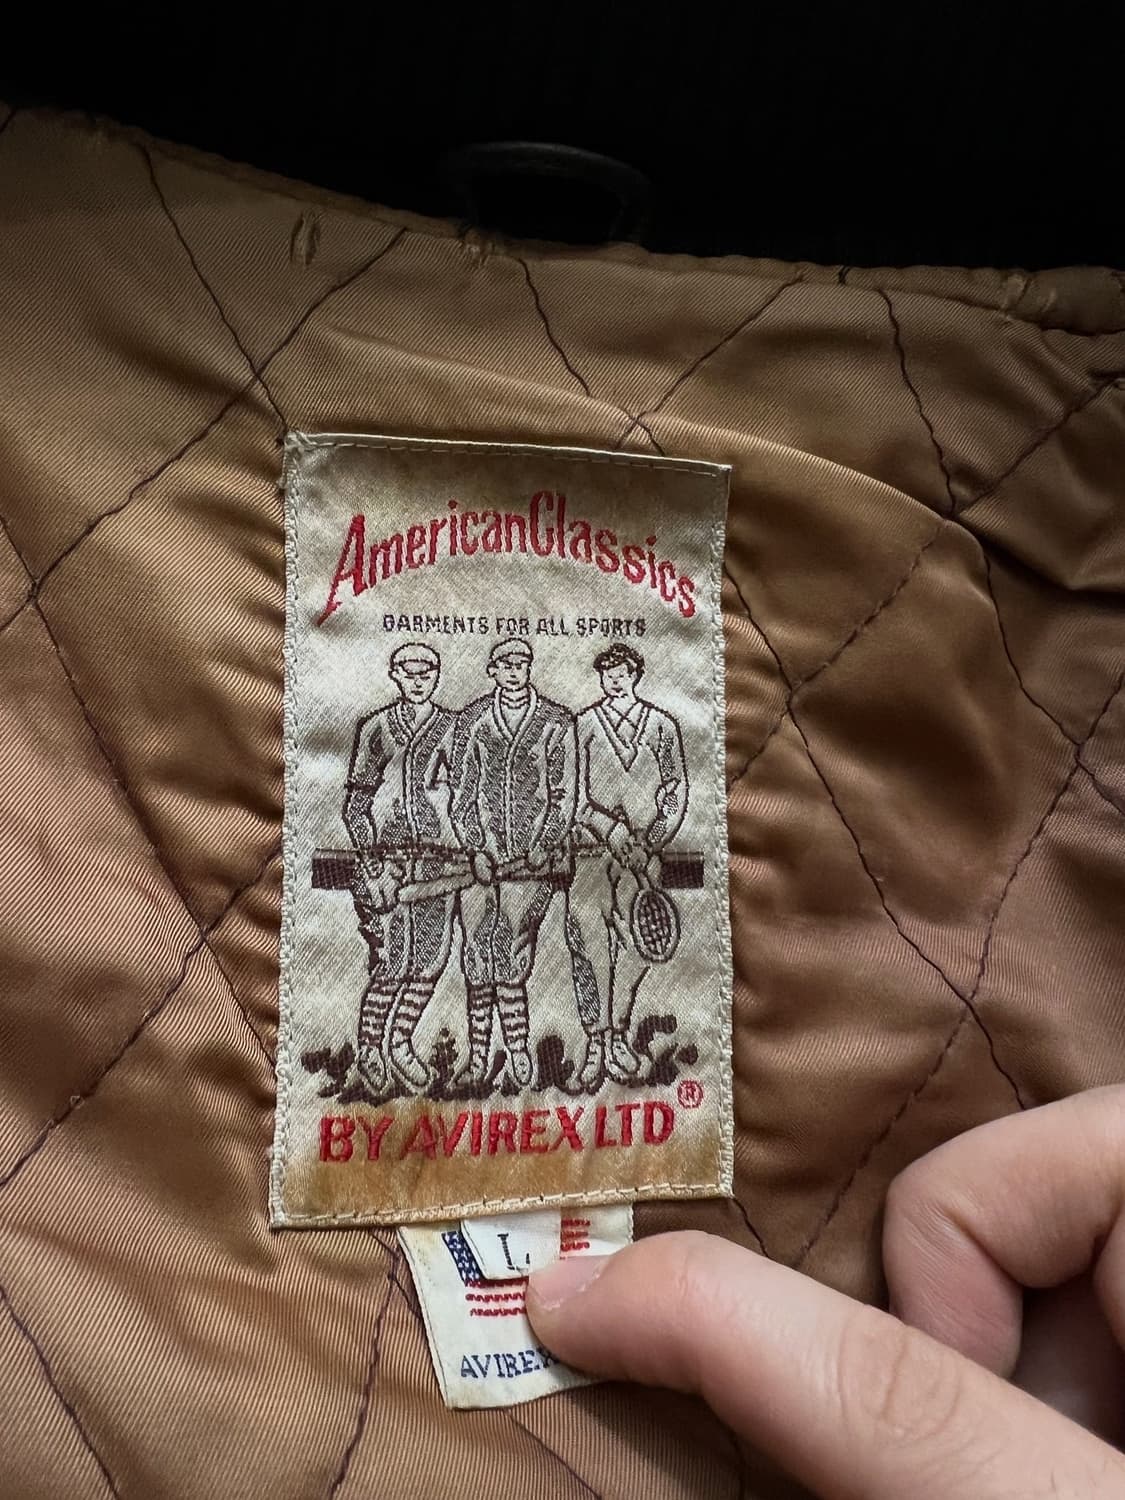 AmericanClassics
GARMENTS FOR ALL SPORTS
A
BY AVIREX LTD®
L
AVIREX